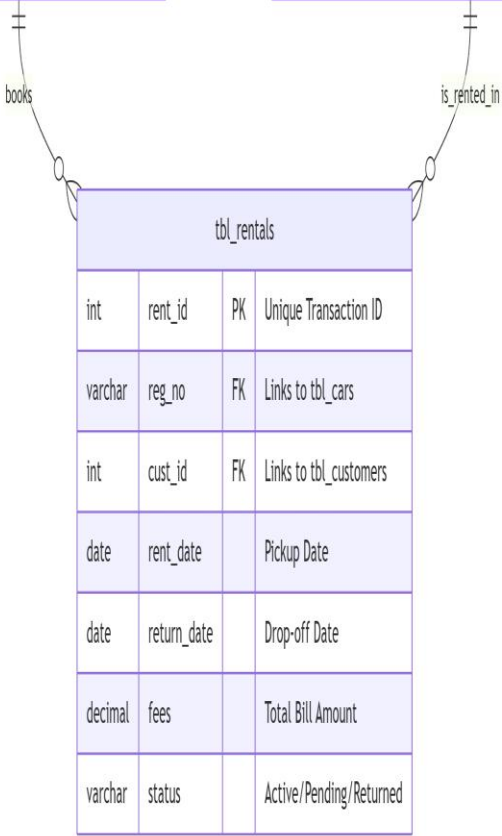 books
is_rented_in
tbl_rentals
int rent_id PK Unique Transaction ID
varchar reg_no FK Links to tbl_cars
int cust_id FK Links to tbl_customers
date rent_date Pickup Date
date return_date Drop-off Date
decimal fees Total Bill Amount
varchar status Active/Pending/Returned